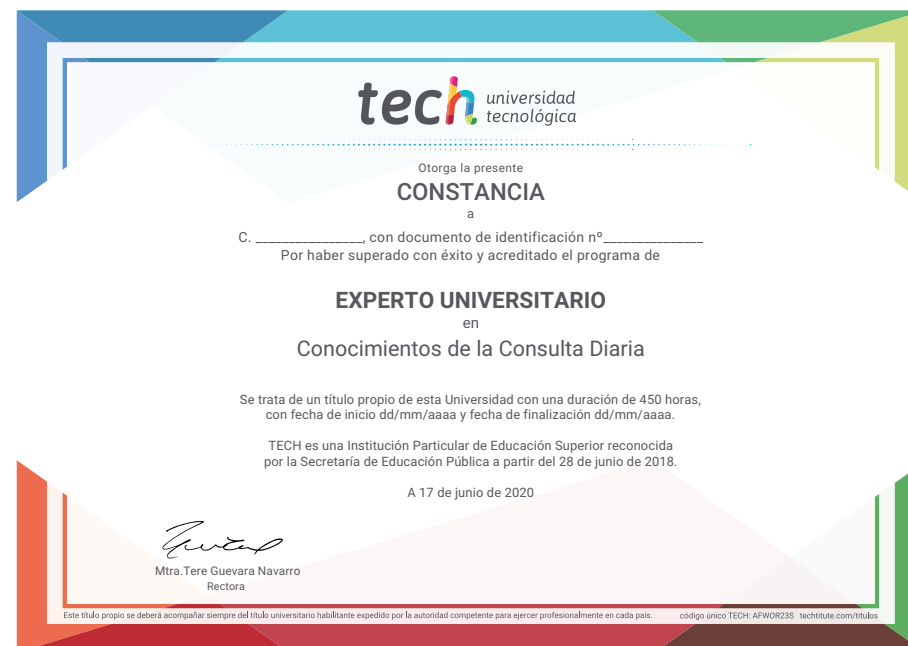 tech universidad
tecnológica
Otorga la presente
CONSTANCIA
a
C. ________________, con documento de identificación nº_______________
Por haber superado con éxito y acreditado el programa de
EXPERTO UNIVERSITARIO
en
Conocimientos de la Consulta Diaria
Se trata de un título propio de esta Universidad con una duración de 450 horas,
con fecha de inicio dd/mm/aaaa y fecha de finalización dd/mm/aaaa.
TECH es una Institución Particular de Educación Superior reconocida
por la Secretaría de Educación Pública a partir del 28 de junio de 2018.
A 17 de junio de 2020
Mtra.Tere Guevara Navarro
Rectora
Este título propio se deberá acompañar siempre del título universitario habilitante expedido por la autoridad competente para ejercer profesionalmente en cada país. código único TECH: AFWOR23S techtitute.com/titulos